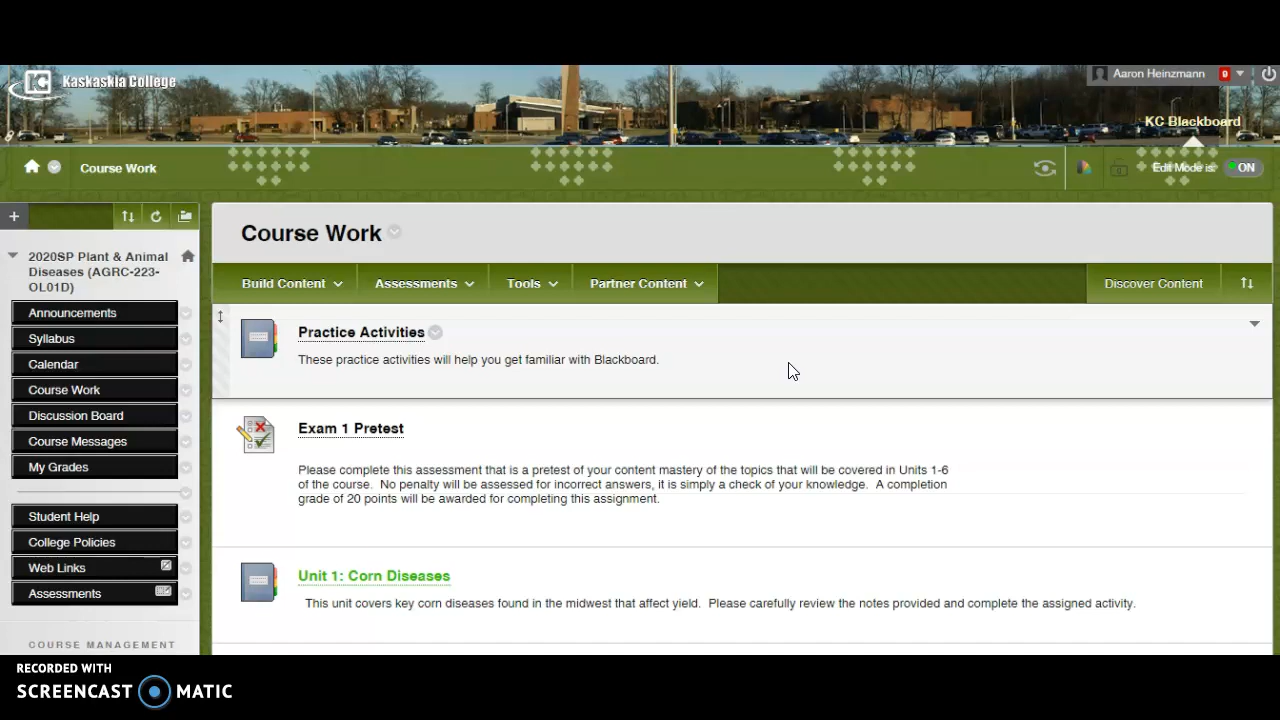 KC Kaskaskia College
Aaron Heinzmann 0
KC Blackboard
Course Work
Edit Mode is: ON
2020SP Plant & Animal
Diseases (AGRC-223-
OL01D)
Announcements
Syllabus
Calendar
Course Work
Discussion Board
Course Messages
My Grades
Student Help
College Policies
Web Links
Assessments
COURSE MANAGEMENT
Course Work
Build Content
Assessments
Tools
Partner Content
Discover Content
Practice Activities
These practice activities will help you get familiar with Blackboard.
Exam 1 Pretest
Please complete this assessment that is a pretest of your content mastery of the topics that will be covered in Units 1-6
of the course.  No penalty will be assessed for incorrect answers, it is simply a check of your knowledge.  A completion
grade of 20 points will be awarded for completing this assignment.
Unit 1: Corn Diseases
This unit covers key corn diseases found in the midwest that affect yield.  Please carefully review the notes provided and complete the assigned activity.
RECORDED WITH
SCREENCAST MATIC